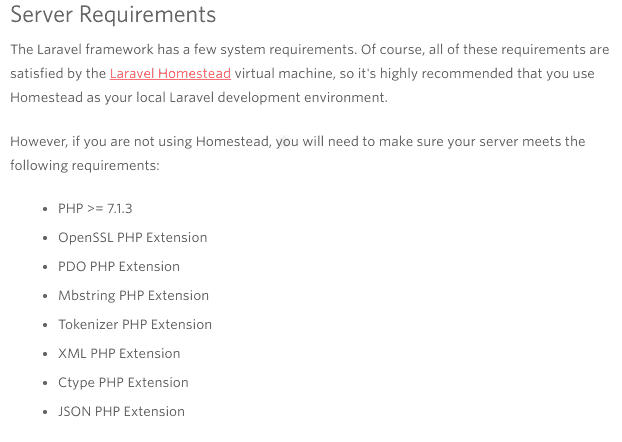 Server Requirements
The Laravel framework has a few system requirements. Of course, all of these requirements are
satisfied by the Laravel Homestead virtual machine, so it's highly recommended that you use
Homestead as your local Laravel development environment.
However, if you are not using Homestead, you will need to make sure your server meets the
following requirements:
• PHP >= 7.1.3
• OpenSSL PHP Extension
• PDO PHP Extension
• Mbstring PHP Extension
• Tokenizer PHP Extension
• XML PHP Extension
• Ctype PHP Extension
• JSON PHP Extension